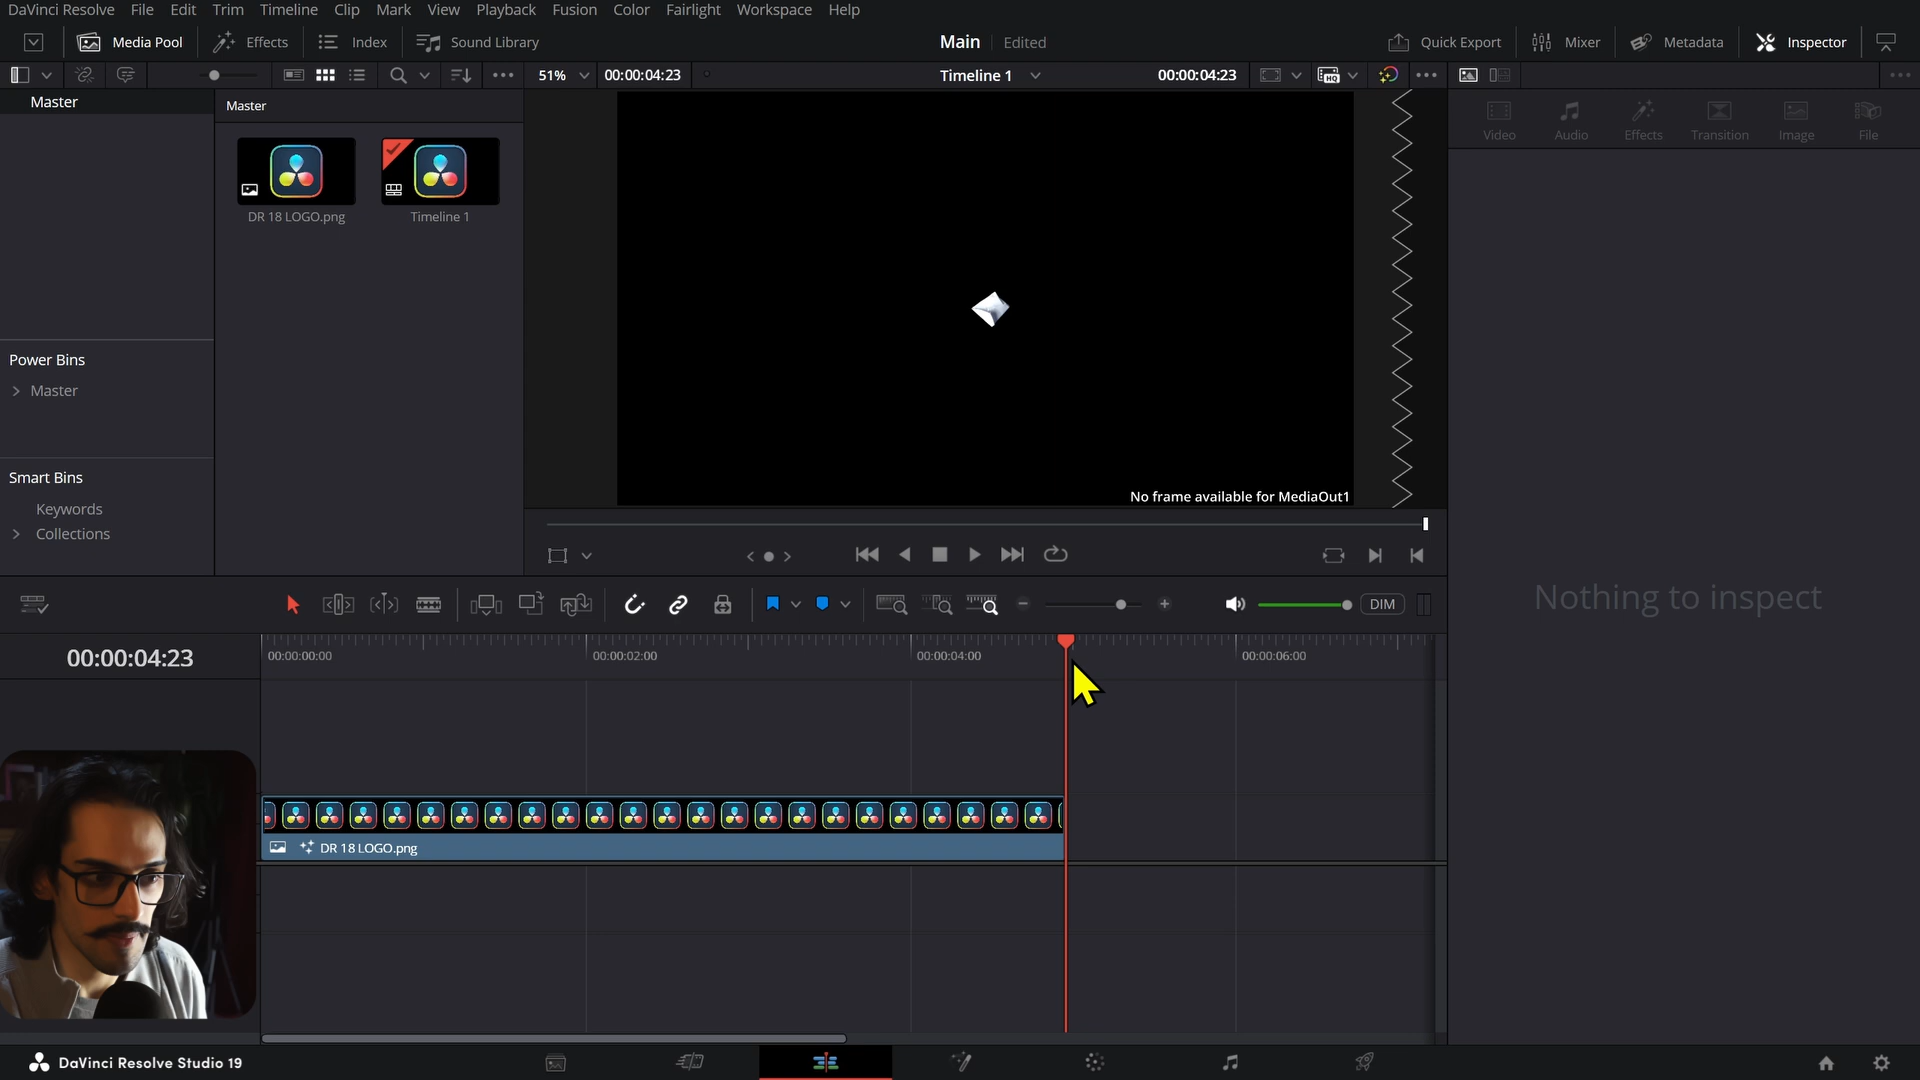 DaVinci Resolve File Edit Trim Timeline Clip Mark View Playback Fusion Color Fairlight Workspace Help
Media Pool Effects Index Sound Library Main Edited Quick Export Mixer Metadata Inspector
51% 00:00:04:23 Timeline 1 00:00:04:23
Master
Master
Video Audio Effects Transition Image File
DR 18 LOGO.png Timeline 1
Power Bins
Master
Smart Bins
Keywords
Collections
No frame available for MediaOut1
Nothing to inspect
DIM
00:00:04:23
00:00:00:00 00:00:02:00 00:00:04:00 00:00:06:00
DR 18 LOGO.png
DaVinci Resolve Studio 19